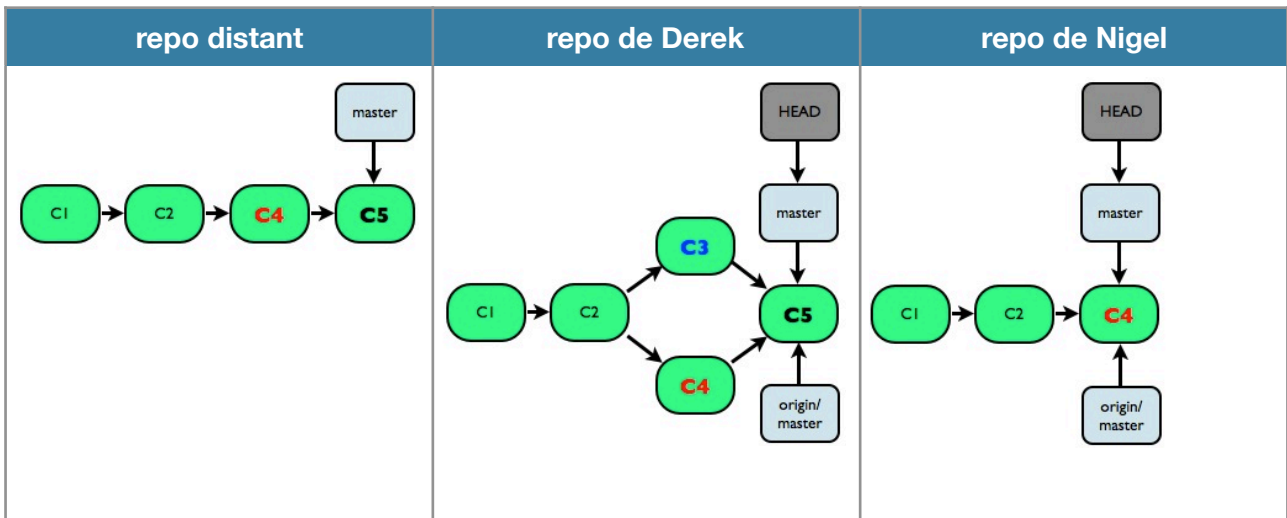 repo distant
repo de Derek
repo de Nigel
master
C1
C2
C4
C5
HEAD
master
C3
C1
C2
C5
C4
origin/
master
HEAD
master
C1
C2
C4
origin/
master